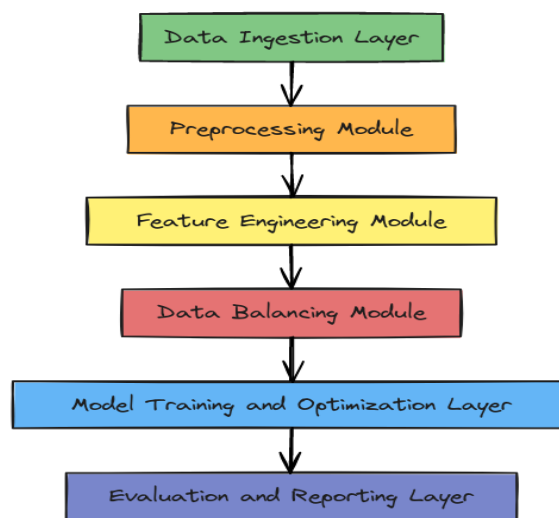 Data Ingestion Layer
Preprocessing Module
Feature Engineering Module
Data Balancing Module
Model Training and Optimization Layer
Evaluation and Reporting Layer